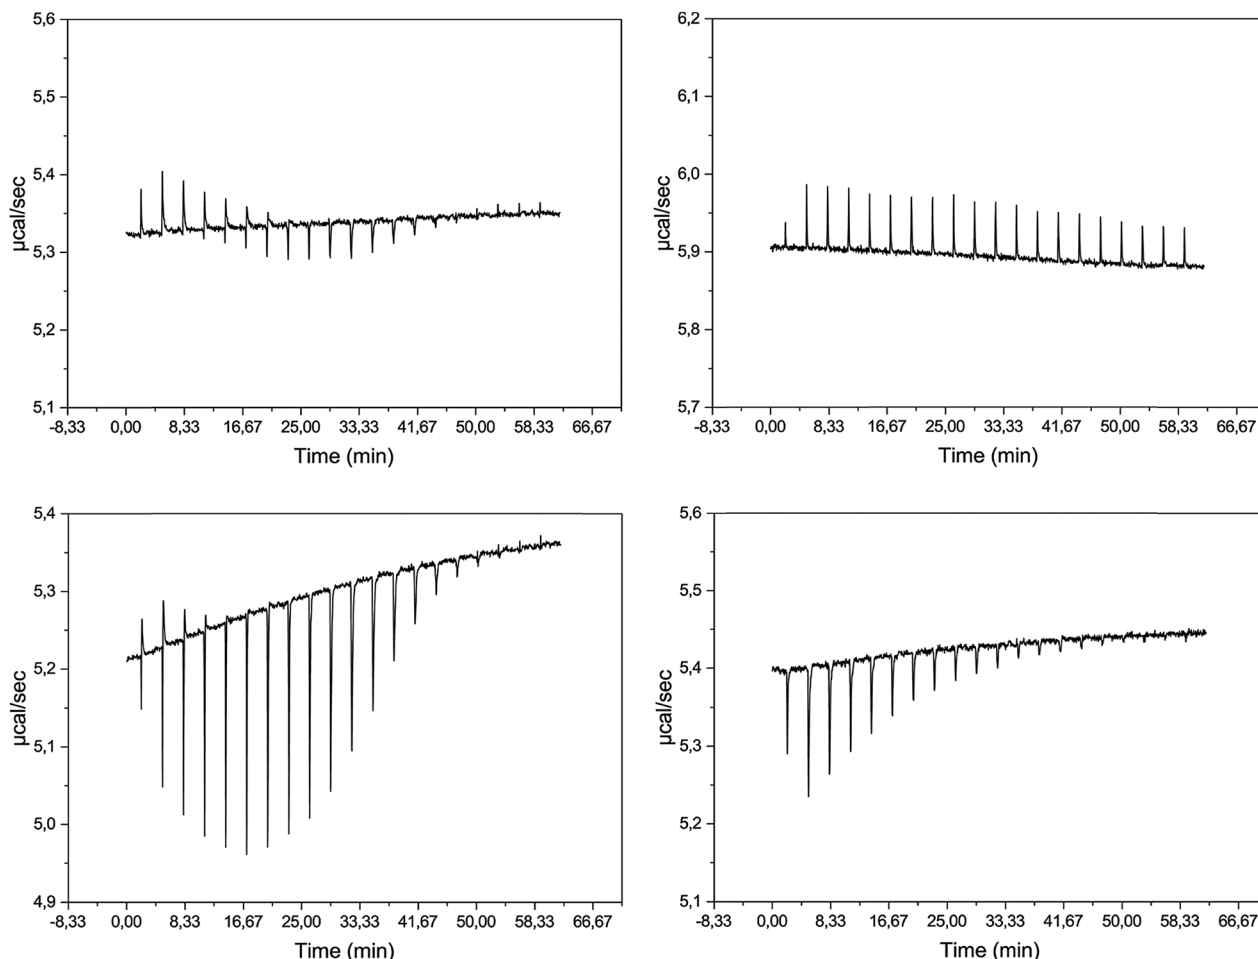 5,6
5,5
5,4
5,3
5,2
5,1
µcal/sec
-8,33 0,00 8,33 16,67 25,00 33,33 41,67 50,00 58,33 66,67
Time (min)
6,2
6,1
6,0
5,9
5,8
5,7
µcal/sec
-8,33 0,00 8,33 16,67 25,00 33,33 41,67 50,00 58,33 66,67
Time (min)
5,4
5,3
5,2
5,1
5,0
4,9
µcal/sec
-8,33 0,00 8,33 16,67 25,00 33,33 41,67 50,00 58,33 66,67
Time (min)
5,6
5,5
5,4
5,3
5,2
5,1
µcal/sec
-8,33 0,00 8,33 16,67 25,00 33,33 41,67 50,00 58,33 66,67
Time (min)